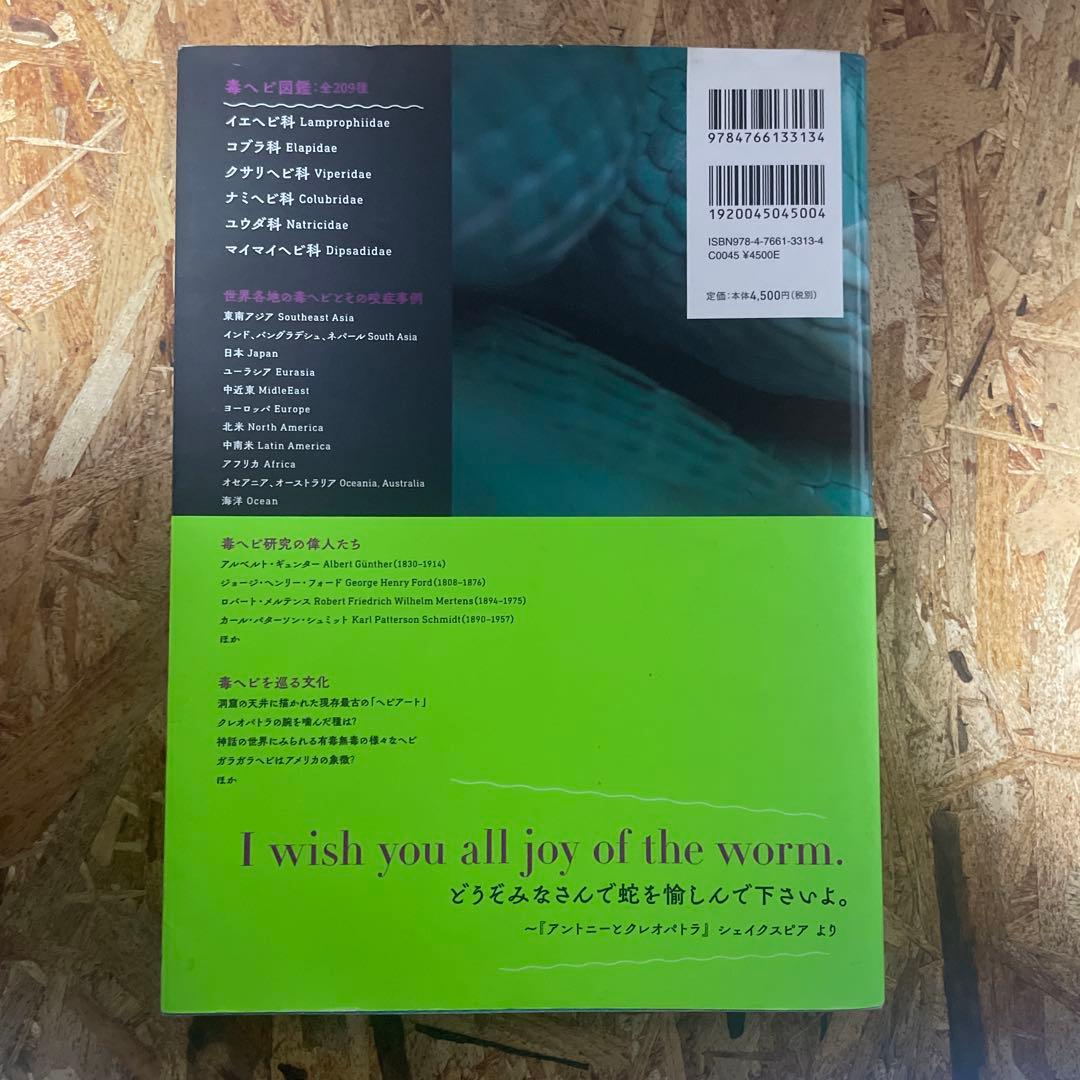 毒ヘビ図鑑:全209種
イエヘビ科 Lamprophiidae
コブラ科 Elapidae
クサリヘビ科 Viperidae
ナミヘビ科 Colubridae
ユウダ科 Natricidae
マイマイヘビ科 Dipsadidae
世界各地の毒ヘビとその咬症事例
東南アジア Southeast Asia
インド、バングラデシュ、ネパール South Asia
日本 Japan
ユーラシア Eurasia
中近東 MidleEast
ヨーロッパ Europe
北米 North America
中南米 Latin America
アフリカ Africa
オセアニア、オーストラリア Oceania, Australia
海洋 Ocean
9784766133134
1920045045004
ISBN978-4-7661-3313-4
C0045 ¥4500E
定価:本体4,500円(税別)
毒ヘビ研究の偉人たち
アルベルト・ギュンター Albert Günther(1830–1914)
ジョージ・ヘンリー・フォード George Henry Ford(1808–1876)
ロバート・メルテンス Robert Friedrich Wilhelm Mertens(1894–1975)
カール・パターソン・シュミット Karl Patterson Schmidt(1890–1957)
ほか
毒ヘビを巡る文化
洞窟の天井に描かれた現存最古の「ヘビアート」
クレオパトラの腕を噛んだ種は?
神話の世界にみられる有毒無毒の様々なヘビ
ガラガラヘビはアメリカの象徴?
ほか
I wish you all joy of the worm.
どうぞみなさんで蛇を愉しんで下さいよ。
~『アントニーとクレオパトラ』 シェイクスピア より